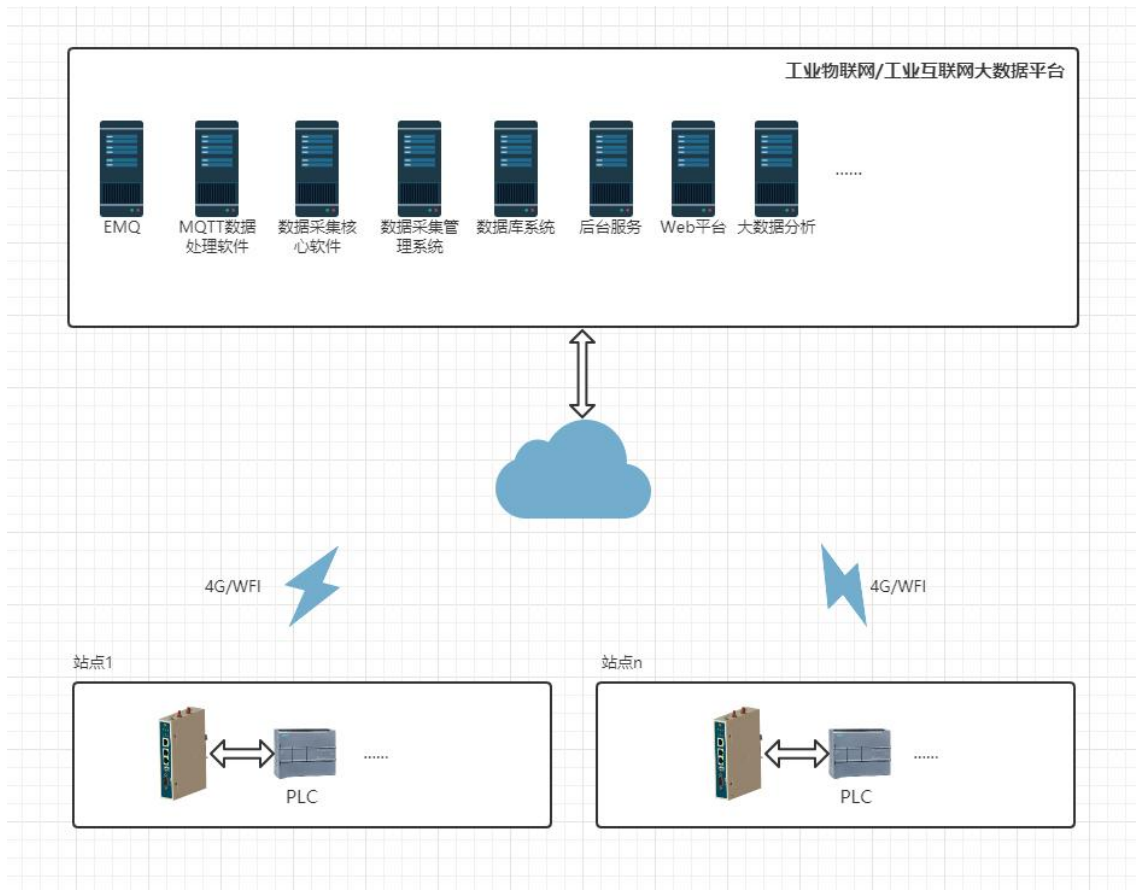 工业物联网/工业互联网大数据平台
......
EMQ
MQTT数据
处理软件
数据采集核
心软件
数据采集管
理系统
数据库系统
后台服务
Web平台
大数据分析
4G/WFI
4G/WFI
站点1
站点n
......
......
PLC
PLC